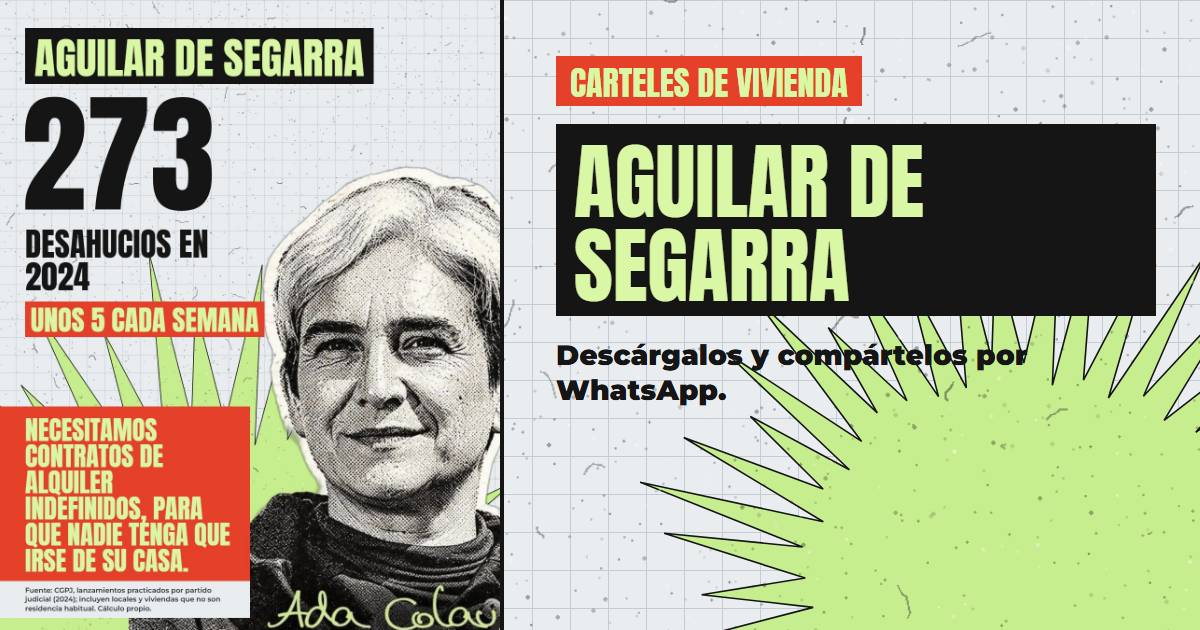 AGUILAR DE SEGARRA
273
DESAHUCIOS EN
2024
UNOS 5 CADA SEMANA
NECESITAMOS
CONTRATOS DE
ALQUILER
INDEFINIDOS, PARA
QUE NADIE TENGA QUE
IRSE DE SU CASA.
Fuente: CGPJ, lanzamientos practicados por partido
judicial (2024); incluyen locales y viviendas que no son
residencia habitual. Cálculo propio.
Ada Colau
CARTELES DE VIVIENDA
AGUILAR DE
SEGARRA
Descárgalos y compártelos por
WhatsApp.